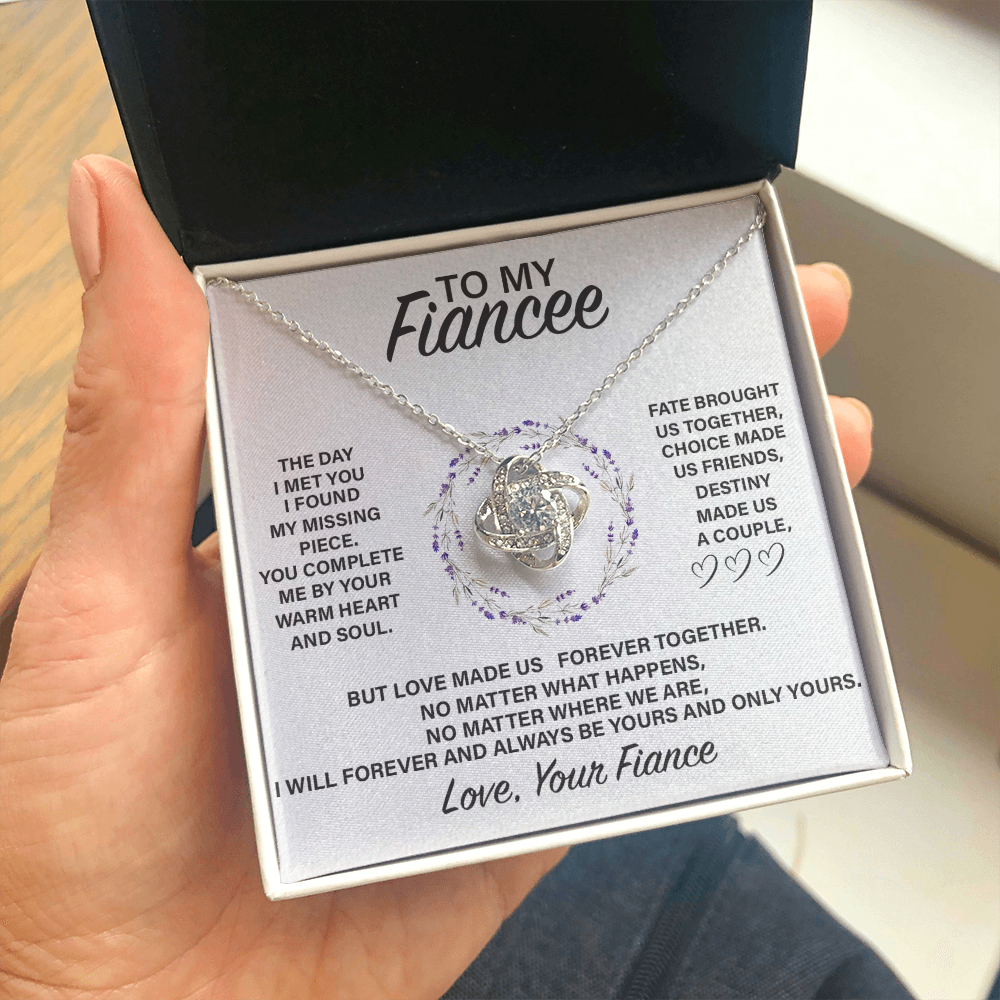 TO MY
Fiancee
THE DAY
I MET YOU
I FOUND
MY MISSING
PIECE.
YOU COMPLETE
ME BY YOUR
WARM HEART
AND SOUL.
FATE BROUGHT
US TOGETHER,
CHOICE MADE
US FRIENDS,
DESTINY
MADE US
A COUPLE,
BUT LOVE MADE US FOREVER TOGETHER.
NO MATTER WHAT HAPPENS,
NO MATTER WHERE WE ARE,
I WILL FOREVER AND ALWAYS BE YOURS AND ONLY YOURS.
Love, Your Fiance